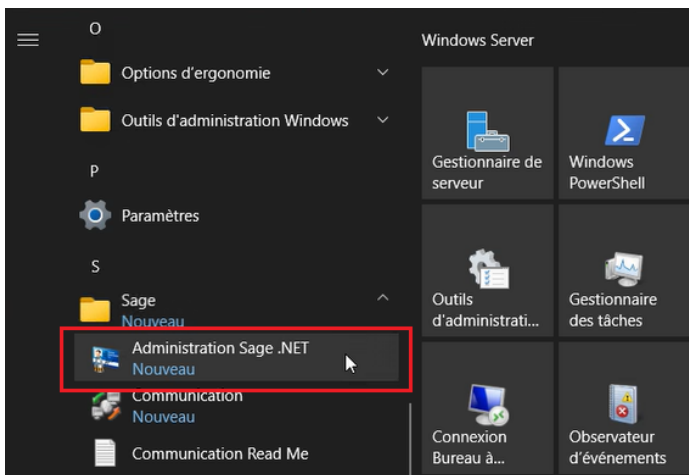 O
Options d'ergonomie
Outils d'administration Windows
P
Paramètres
S
Sage
Nouveau
Administration Sage .NET
Nouveau
Communication
Nouveau
Communication Read Me
Windows Server
Gestionnaire de
serveur
Windows
PowerShell
Outils
d'administrati...
Gestionnaire
des tâches
Connexion
Bureau à...
Observateur
d'événements